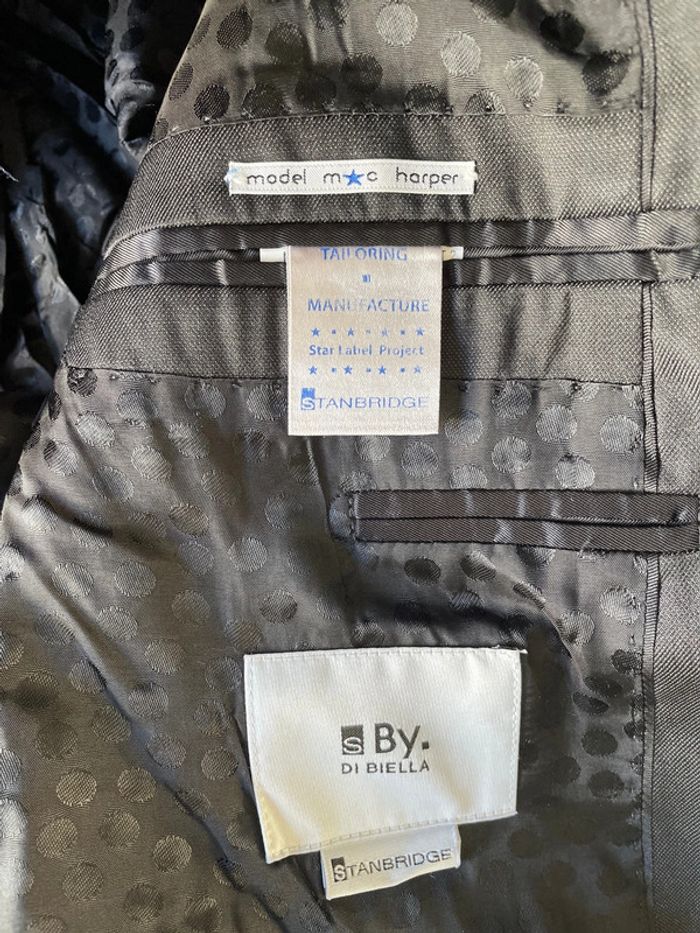 model m★c harper
TAILORING
MANUFACTURE
★ ★ ★ ★ ★ ★ ★
Star Label Project
★ ★ ★ ★ ★
STANBRIDGE
S By.
DI BIELLA
STANBRIDGE